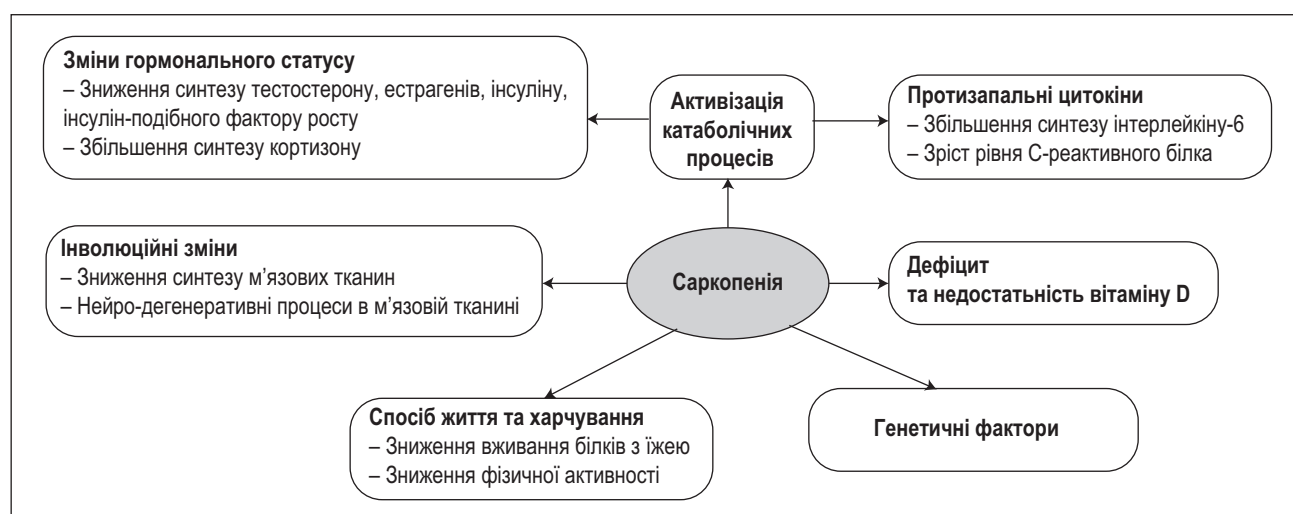 Зміни гормонального статусу
– Зниження синтезу тестостерону, естрагенів, інсуліну,
інсулін-подібного фактору росту
– Збільшення синтезу кортизону
Активізація
катаболічних
процесів
Протизапальні цитокіни
– Збільшення синтезу інтерлейкіну-6
– Зріст рівня С-реактивного білка
Інволюційні зміни
– Зниження синтезу м’язових тканин
– Нейро-дегенеративні процеси в м’язовій тканині
Саркопенія
Дефіцит
та недостатьність вітаміну D
Спосіб життя та харчування
– Зниження вживання білків з їжею
– Зниження фізичної активності
Генетичні фактори